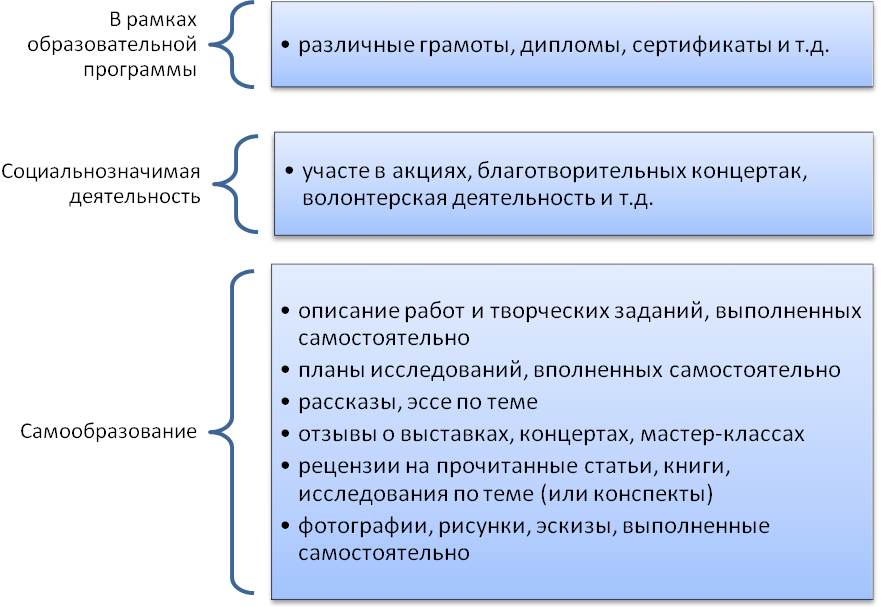 В рамках
образовательной
программы
• различные грамоты, дипломы, сертификаты и т.д.
Социальнозначимая
деятельность
• участе в акциях, благотворительных концертак,
волонтерская деятельность и т.д.
Самообразование
• описание работ и творческих заданий, выполненных
самостоятельно
• планы исследований, вполненных самостоятельно
• рассказы, эссе по теме
• отзывы о выставках, концертах, мастер-классах
• рецензии на прочитанные статьи, книги,
исследования по теме (или конспекты)
• фотографии, рисунки, эскизы, выполненные
самостоятельно